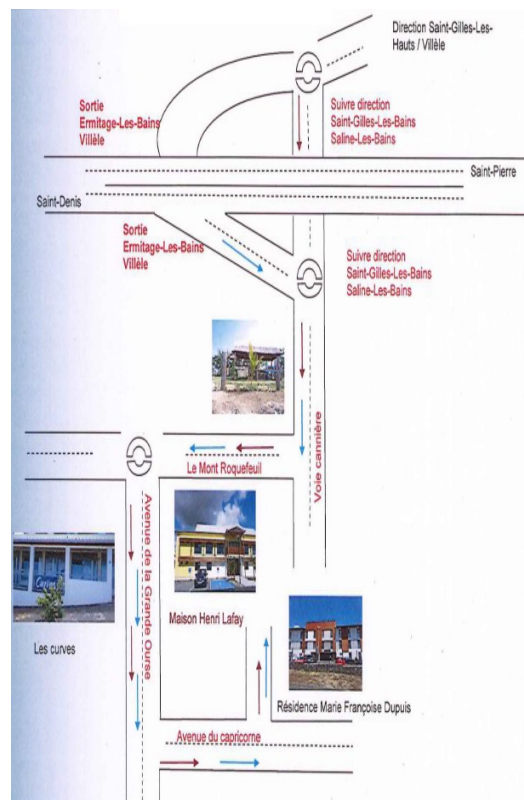 Direction Saint-Gilles-Les-
Hauts / Villèle
Sortie
Ermitage-Les-Bains
Villèle
Suivre direction
Saint-Gilles-Les-Bains
Saline-Les-Bains
Saint-Pierre
Saint-Denis
Sortie
Ermitage-Les-Bains
Villèle
Suivre direction
Saint-Gilles-Les-Bains
Saline-Les-Bains
Voie cannière
Le Mont Roquefeuil
Avenue de la Grande Ourse
Curves
Maison Henri Lafay
Les curves
Résidence Marie Françoise Dupuis
Avenue du capricorne